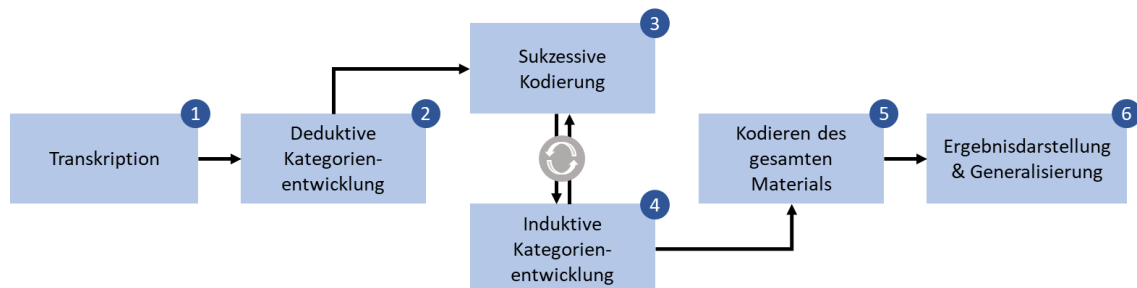 1
Transkription
2
Deduktive
Kategorien-
entwicklung
3
Sukzessive
Kodierung
4
Induktive
Kategorien-
entwicklung
5
Kodieren des
gesamten
Materials
6
Ergebnisdarstellung
& Generalisierung